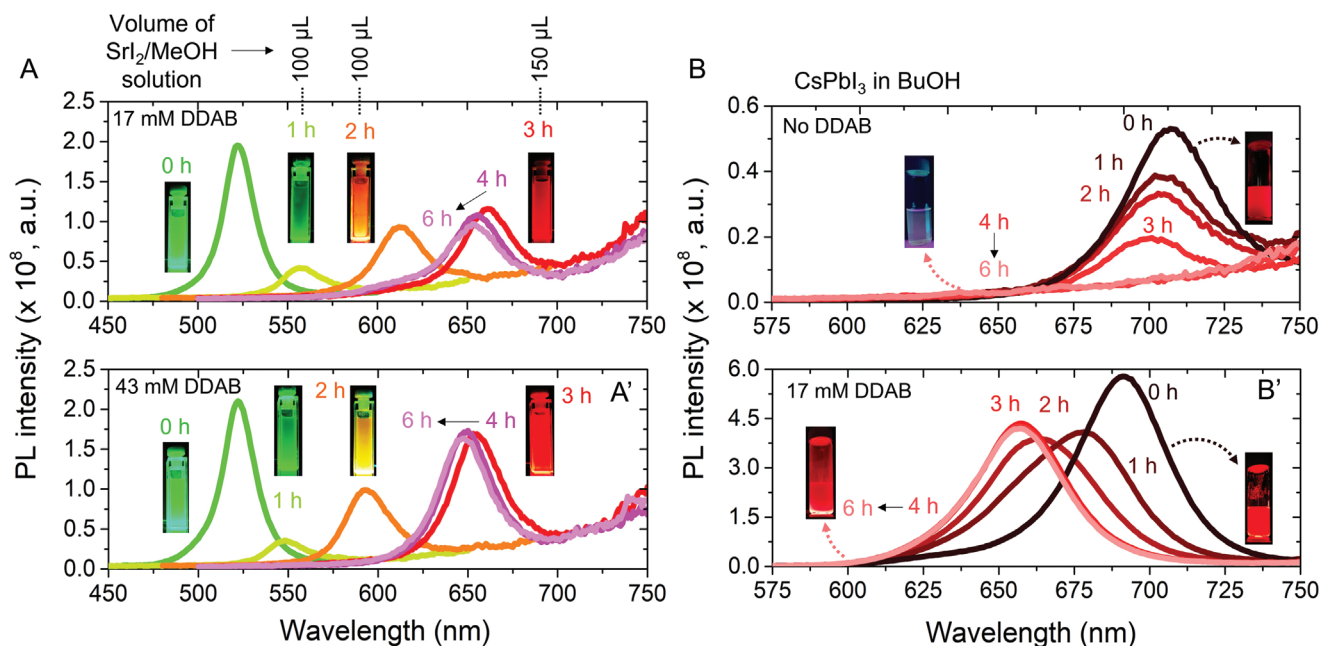 Volume of
SrI₂/MeOH
solution
100 µL
100 µL
150 µL
A
17 mM DDAB
0 h
1 h
2 h
3 h
4 h
6 h
PL intensity (x 10⁸, a.u.)
2.5
2.0
1.5
1.0
0.5
0.0
450 500 550 600 650 700 750
43 mM DDAB
A’
0 h
1 h
2 h
6 h
4 h
3 h
2.5
2.0
1.5
1.0
0.5
0.0
450 500 550 600 650 700 750
Wavelength (nm)
B
CsPbI₃ in BuOH
No DDAB
0 h
1 h
2 h
3 h
4 h
6 h
PL intensity (x 10⁸, a.u.)
0.6
0.4
0.2
0.0
575 600 625 650 675 700 725 750
17 mM DDAB
B’
0 h
3 h
2 h
1 h
6 h
4 h
6.0
4.5
3.0
1.5
0.0
575 600 625 650 675 700 725 750
Wavelength (nm)